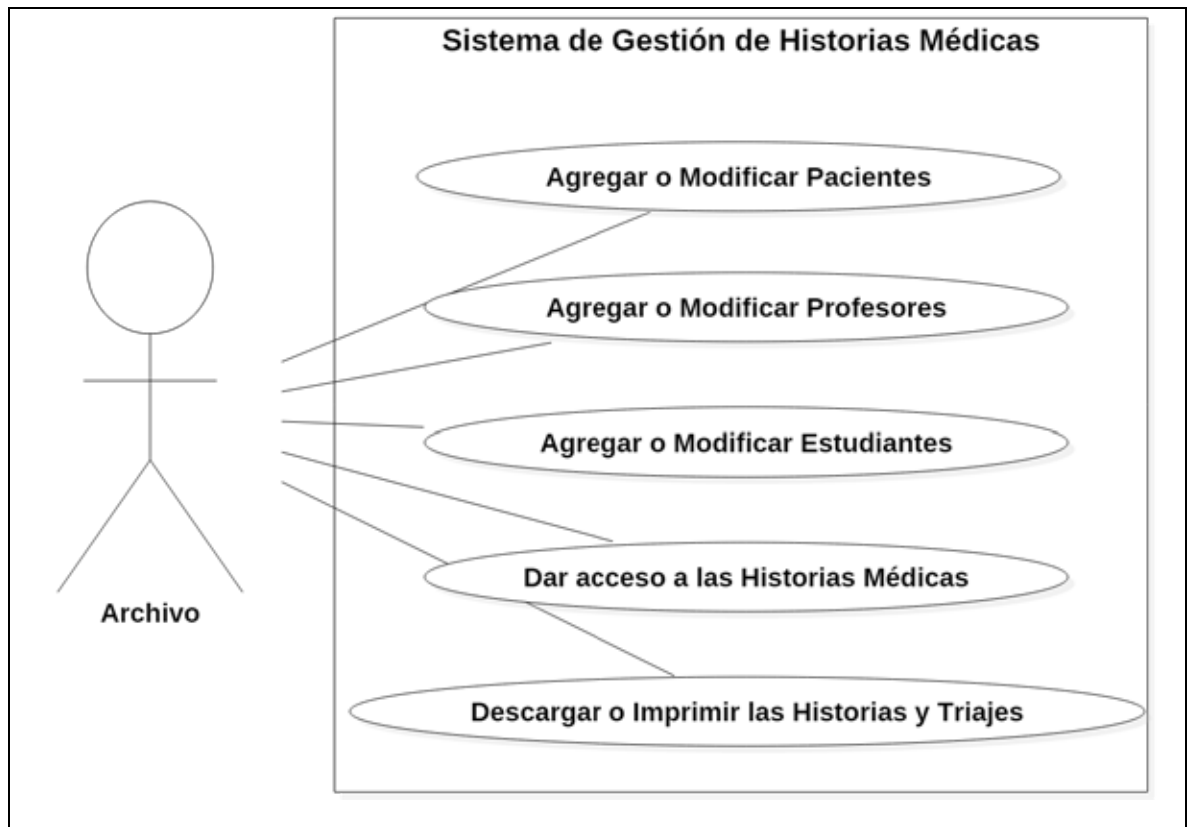 Sistema de Gestión de Historias Médicas
Agregar o Modificar Pacientes
Agregar o Modificar Profesores
Agregar o Modificar Estudiantes
Dar acceso a las Historias Médicas
Archivo
Descargar o Imprimir las Historias y Triajes